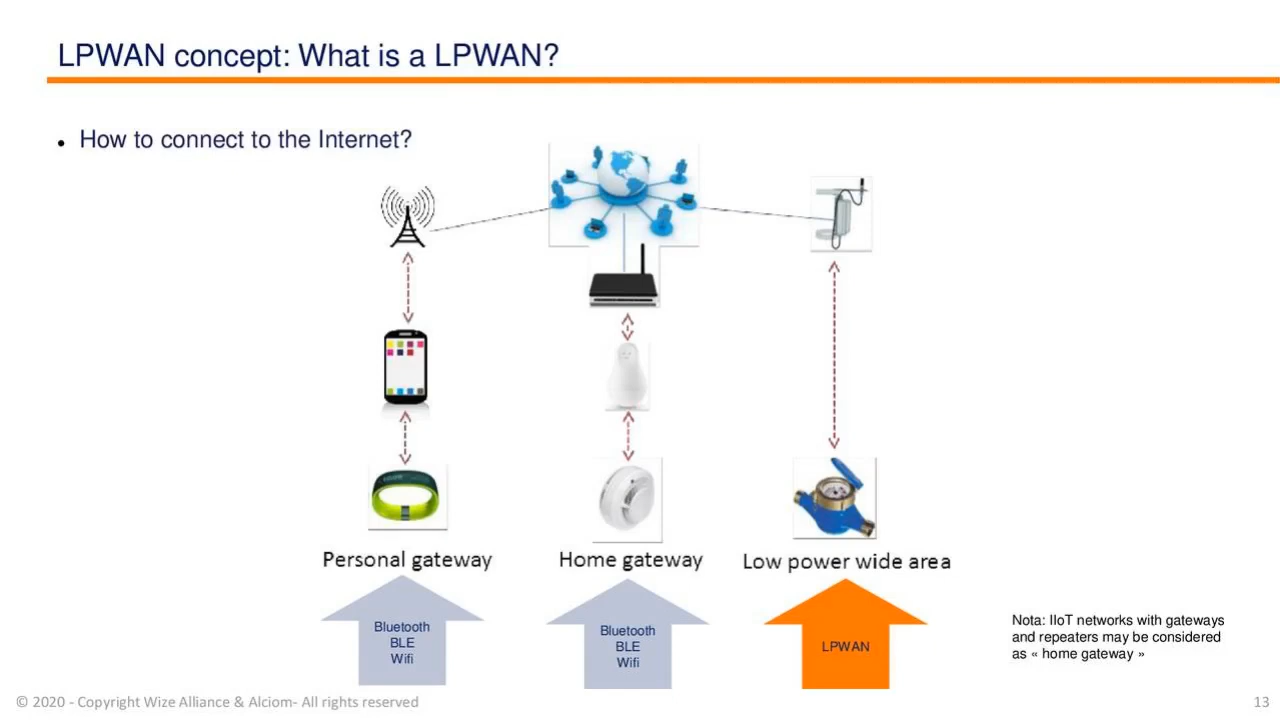 LPWAN concept: What is a LPWAN?
• How to connect to the Internet?
Personal gateway
Home gateway
Low power wide area
Bluetooth
BLE
Wifi
Bluetooth
BLE
Wifi
LPWAN
Nota: IIoT networks with gateways
and repeaters may be considered
as « home gateway »
© 2020 - Copyright Wize Alliance & Alciom- All rights reserved
13